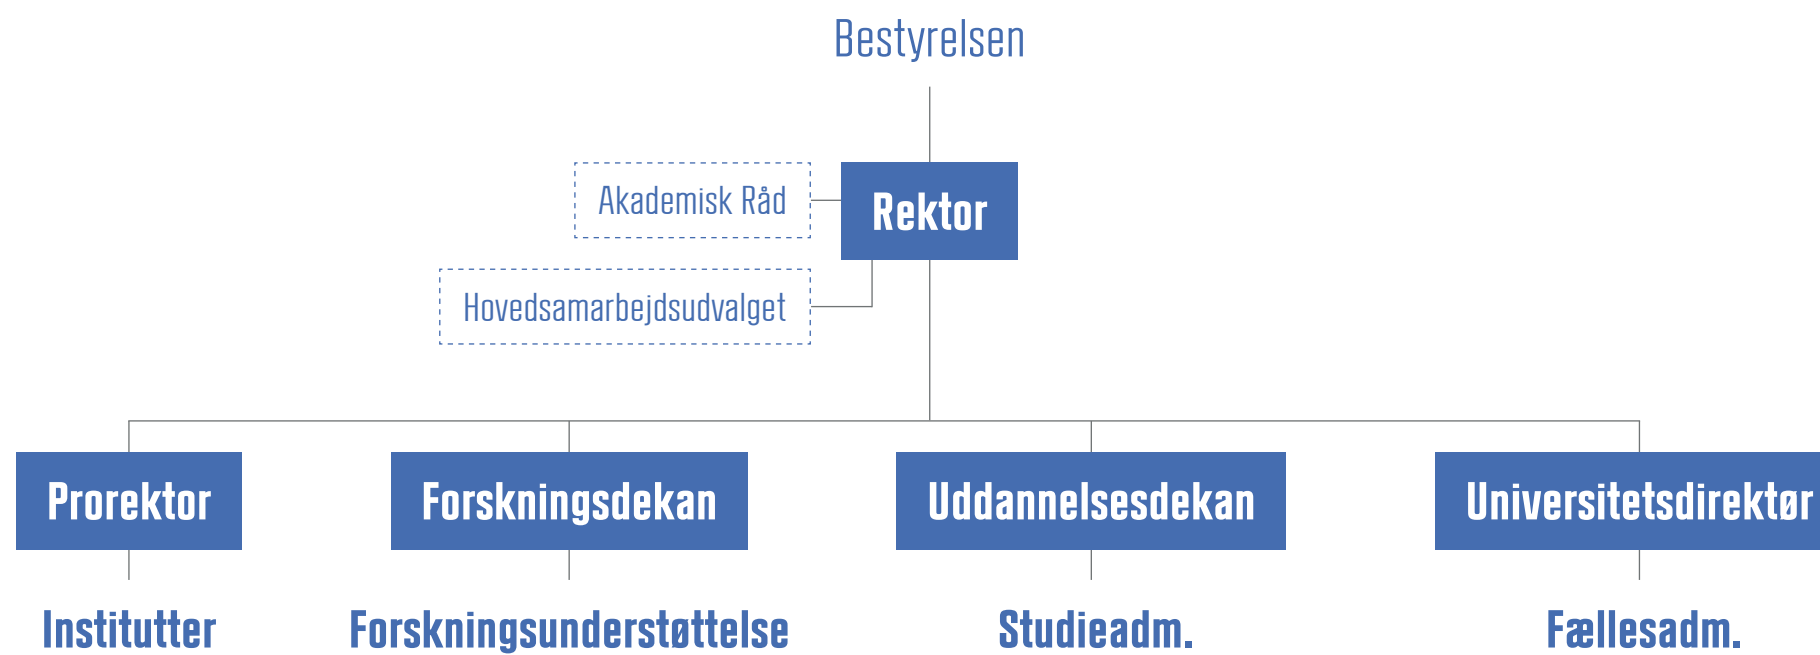 Bestyrelsen
Akademisk Råd
Rektor
Hovedsamarbejdsudvalget
Prorektor
Forskningsdekan
Uddannelsesdekan
Universitetsdirektør
Institutter
Forskningsunderstøttelse
Studieadm.
Fællesadm.